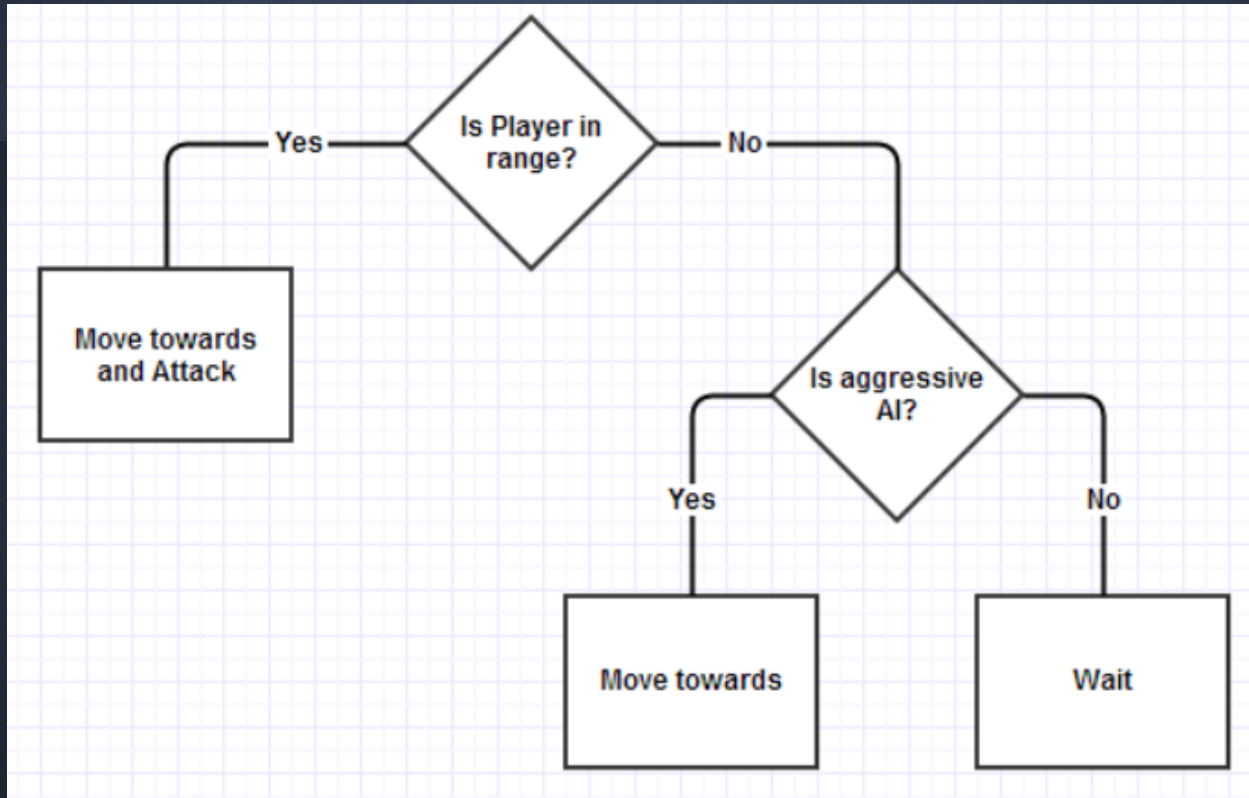 Is Player in
range?
Yes
No
Move towards
and Attack
Is aggressive
AI?
Yes
No
Move towards
Wait